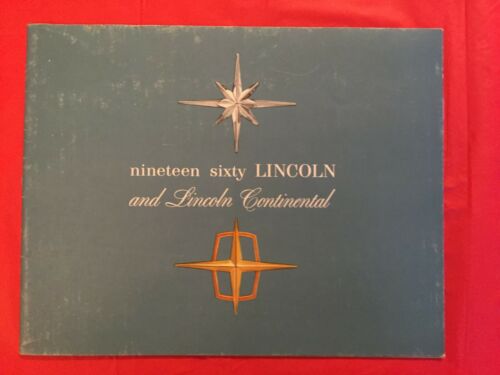 nineteen sixty LINCOLN
and Lincoln Continental